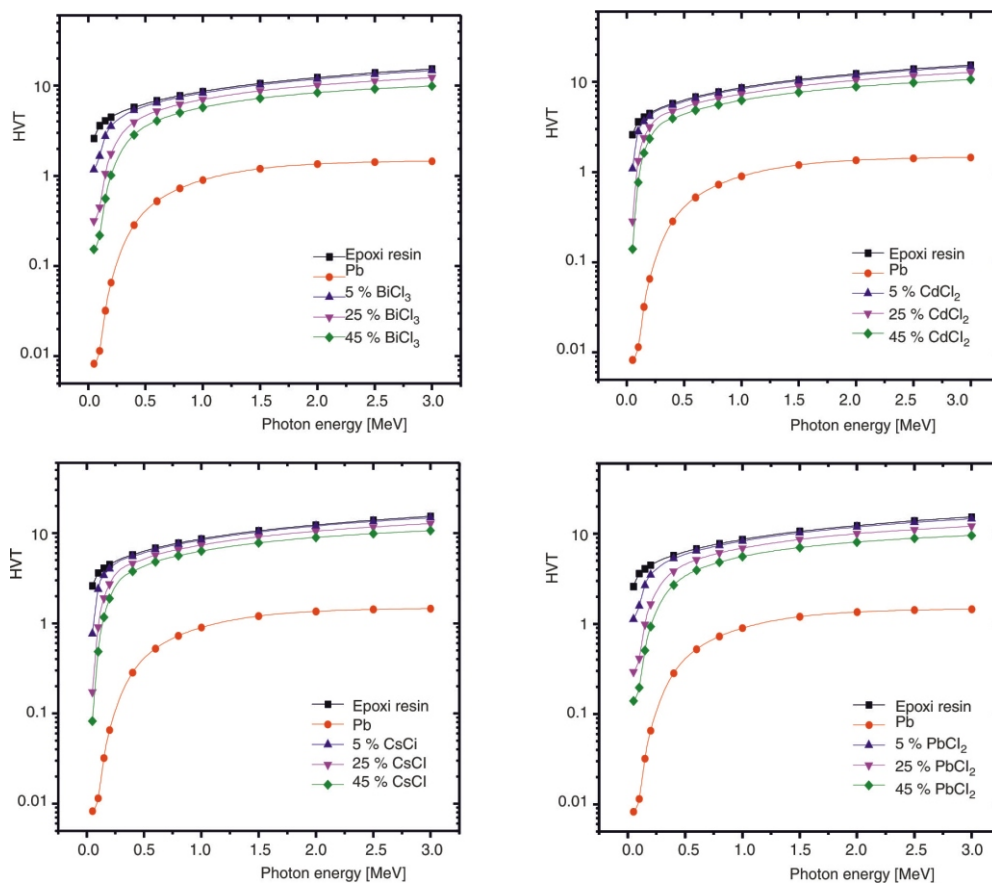 HVT
10
1
0.1
0.01
Epoxi resin
Pb
5 % BiCl₃
25 % BiCl₃
45 % BiCl₃
0.0 0.5 1.0 1.5 2.0 2.5 3.0
Photon energy [MeV]
HVT
10
1
0.1
0.01
Epoxi resin
Pb
5 % CdCl₂
25 % CdCl₂
45 % CdCl₂
0.0 0.5 1.0 1.5 2.0 2.5 3.0
Photon energy [MeV]
HVT
10
1
0.1
0.01
Epoxi resin
Pb
5 % CsCi
25 % CsCl
45 % CsCl
0.0 0.5 1.0 1.5 2.0 2.5 3.0
Photon energy [MeV]
HVT
10
1
0.1
0.01
Epoxi resin
Pb
5 % PbCl₂
25 % PbCl₂
45 % PbCl₂
0.0 0.5 1.0 1.5 2.0 2.5 3.0
Photon energy [MeV]